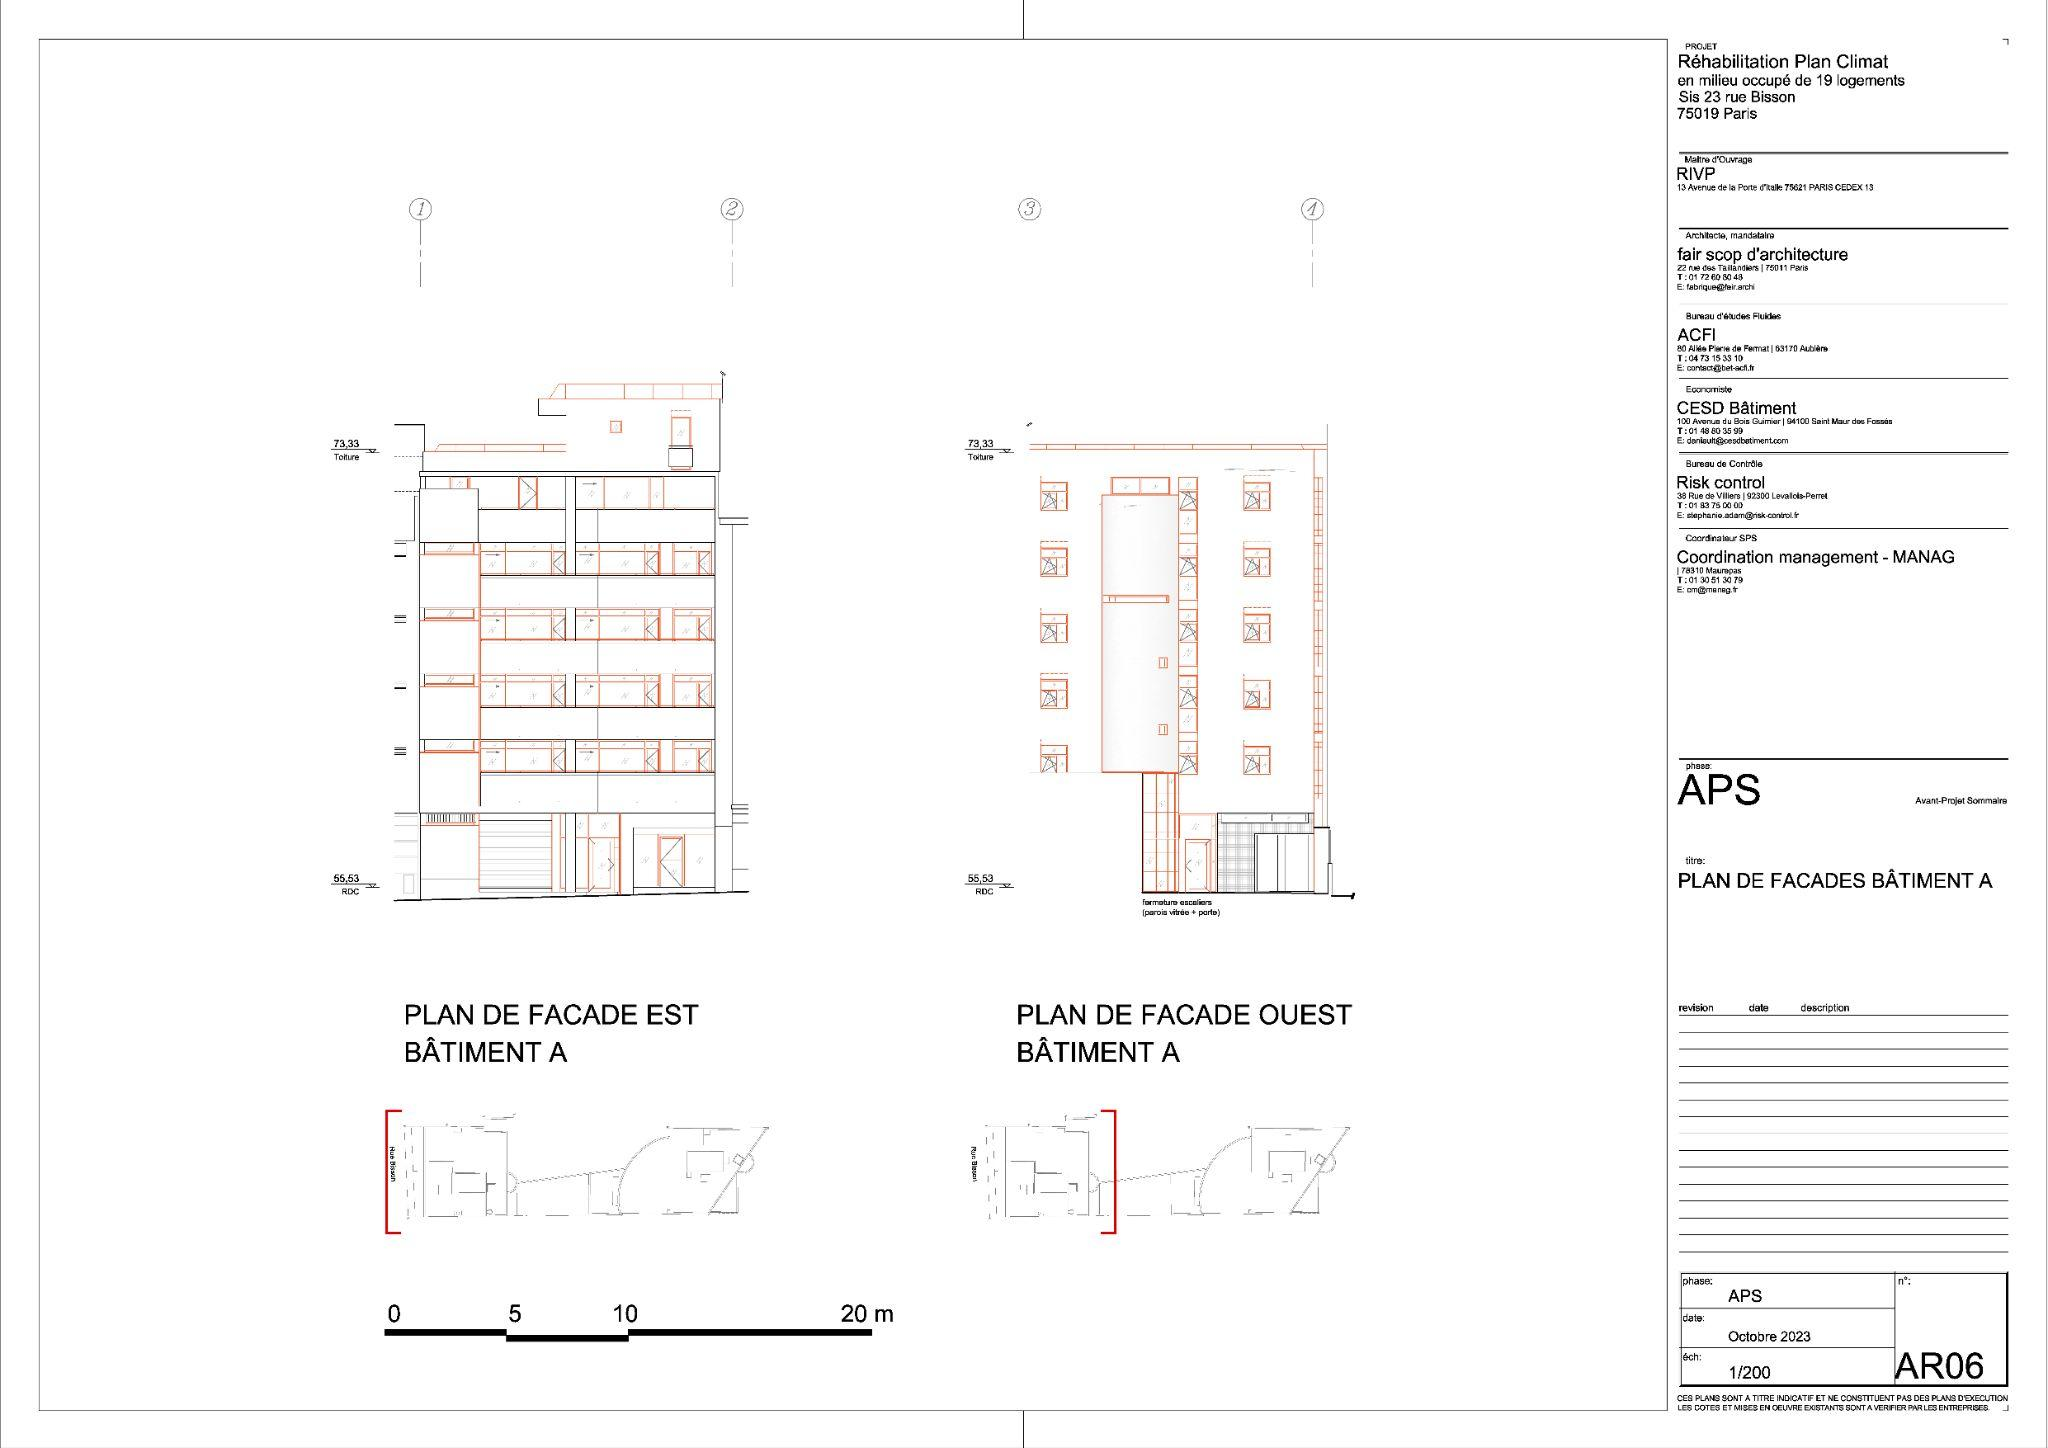 1
2
3
4
73,33
Toiture
55,53
RDC
73,33
Toiture
55,53
RDC
fermeture escaliers
(parois vitrée + porte)
PLAN DE FACADE EST
BÂTIMENT A
PLAN DE FACADE OUEST
BÂTIMENT A
Rue Bisson
Rue Bisson
0 5 10 20 m
PROJET
Réhabilitation Plan Climat
en milieu occupé de 19 logements
Sis 23 rue Bisson
75019 Paris
Maître d'Ouvrage
RIVP
13 Avenue de la Porte d'Italie 75621 PARIS CEDEX 13
Architecte, mandataire
fair scop d'architecture
22 rue des Taillandiers | 75011 Paris
T : 01 72 60 60 48
E: fabrique@fair.archi
Bureau d'études Fluides
ACFI
80 Allée Pierre de Fermat | 63170 Aubière
T : 04 73 15 33 10
E: contact@bet-acfi.fr
Economiste
CESD Bâtiment
100 Avenue du Bois Guimier | 94100 Saint Maur des Fossés
T : 01 48 80 35 99
E: daniault@cesdbatiment.com
Bureau de Contrôle
Risk control
38 Rue de Villiers | 92300 Levallois-Perret
T : 01 83 75 00 00
E: stephanie.adam@risk-control.fr
Coordinateur SPS
Coordination management - MANAG
| 78310 Maurepas
T : 01 30 51 30 79
E: cm@manag.fr
phase:
APS
Avant-Projet Sommaire
titre:
PLAN DE FACADES BÂTIMENT A
revision date description
phase:
APS
date:
Octobre 2023
éch:
1/200
n°:
AR06
CES PLANS SONT A TITRE INDICATIF ET NE CONSTITUENT PAS DES PLANS D'EXECUTION
LES COTES ET MISES EN OEUVRE EXISTANTS SONT A VERIFIER PAR LES ENTREPRISES.